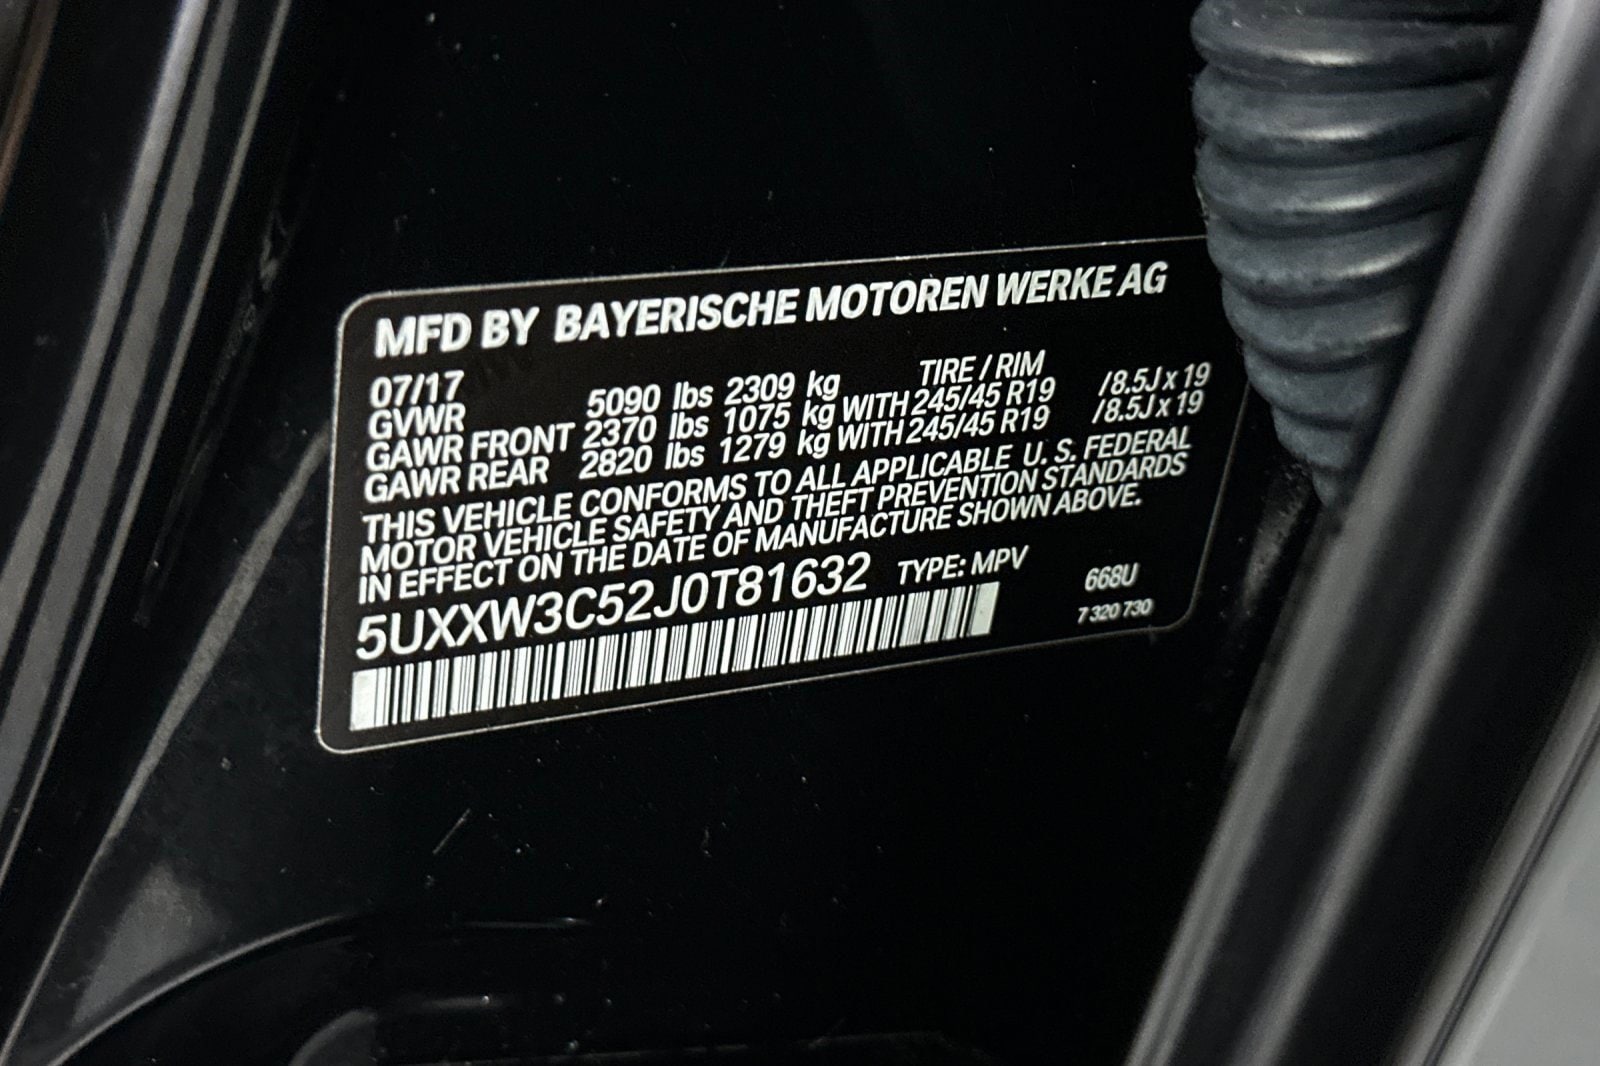 MFD BY BAYERISCHE MOTOREN WERKE AG
07/17 TIRE / RIM
GVWR 5090 lbs 2309 kg
GAWR FRONT 2370 lbs 1075 kg WITH 245/45 R19 /8.5J x 19
GAWR REAR 2820 lbs 1279 kg WITH 245/45 R19 /8.5J x 19
THIS VEHICLE CONFORMS TO ALL APPLICABLE U. S. FEDERAL
MOTOR VEHICLE SAFETY AND THEFT PREVENTION STANDARDS
IN EFFECT ON THE DATE OF MANUFACTURE SHOWN ABOVE.
5UXXW3C52J0T81632 TYPE: MPV 668U
7 320 730